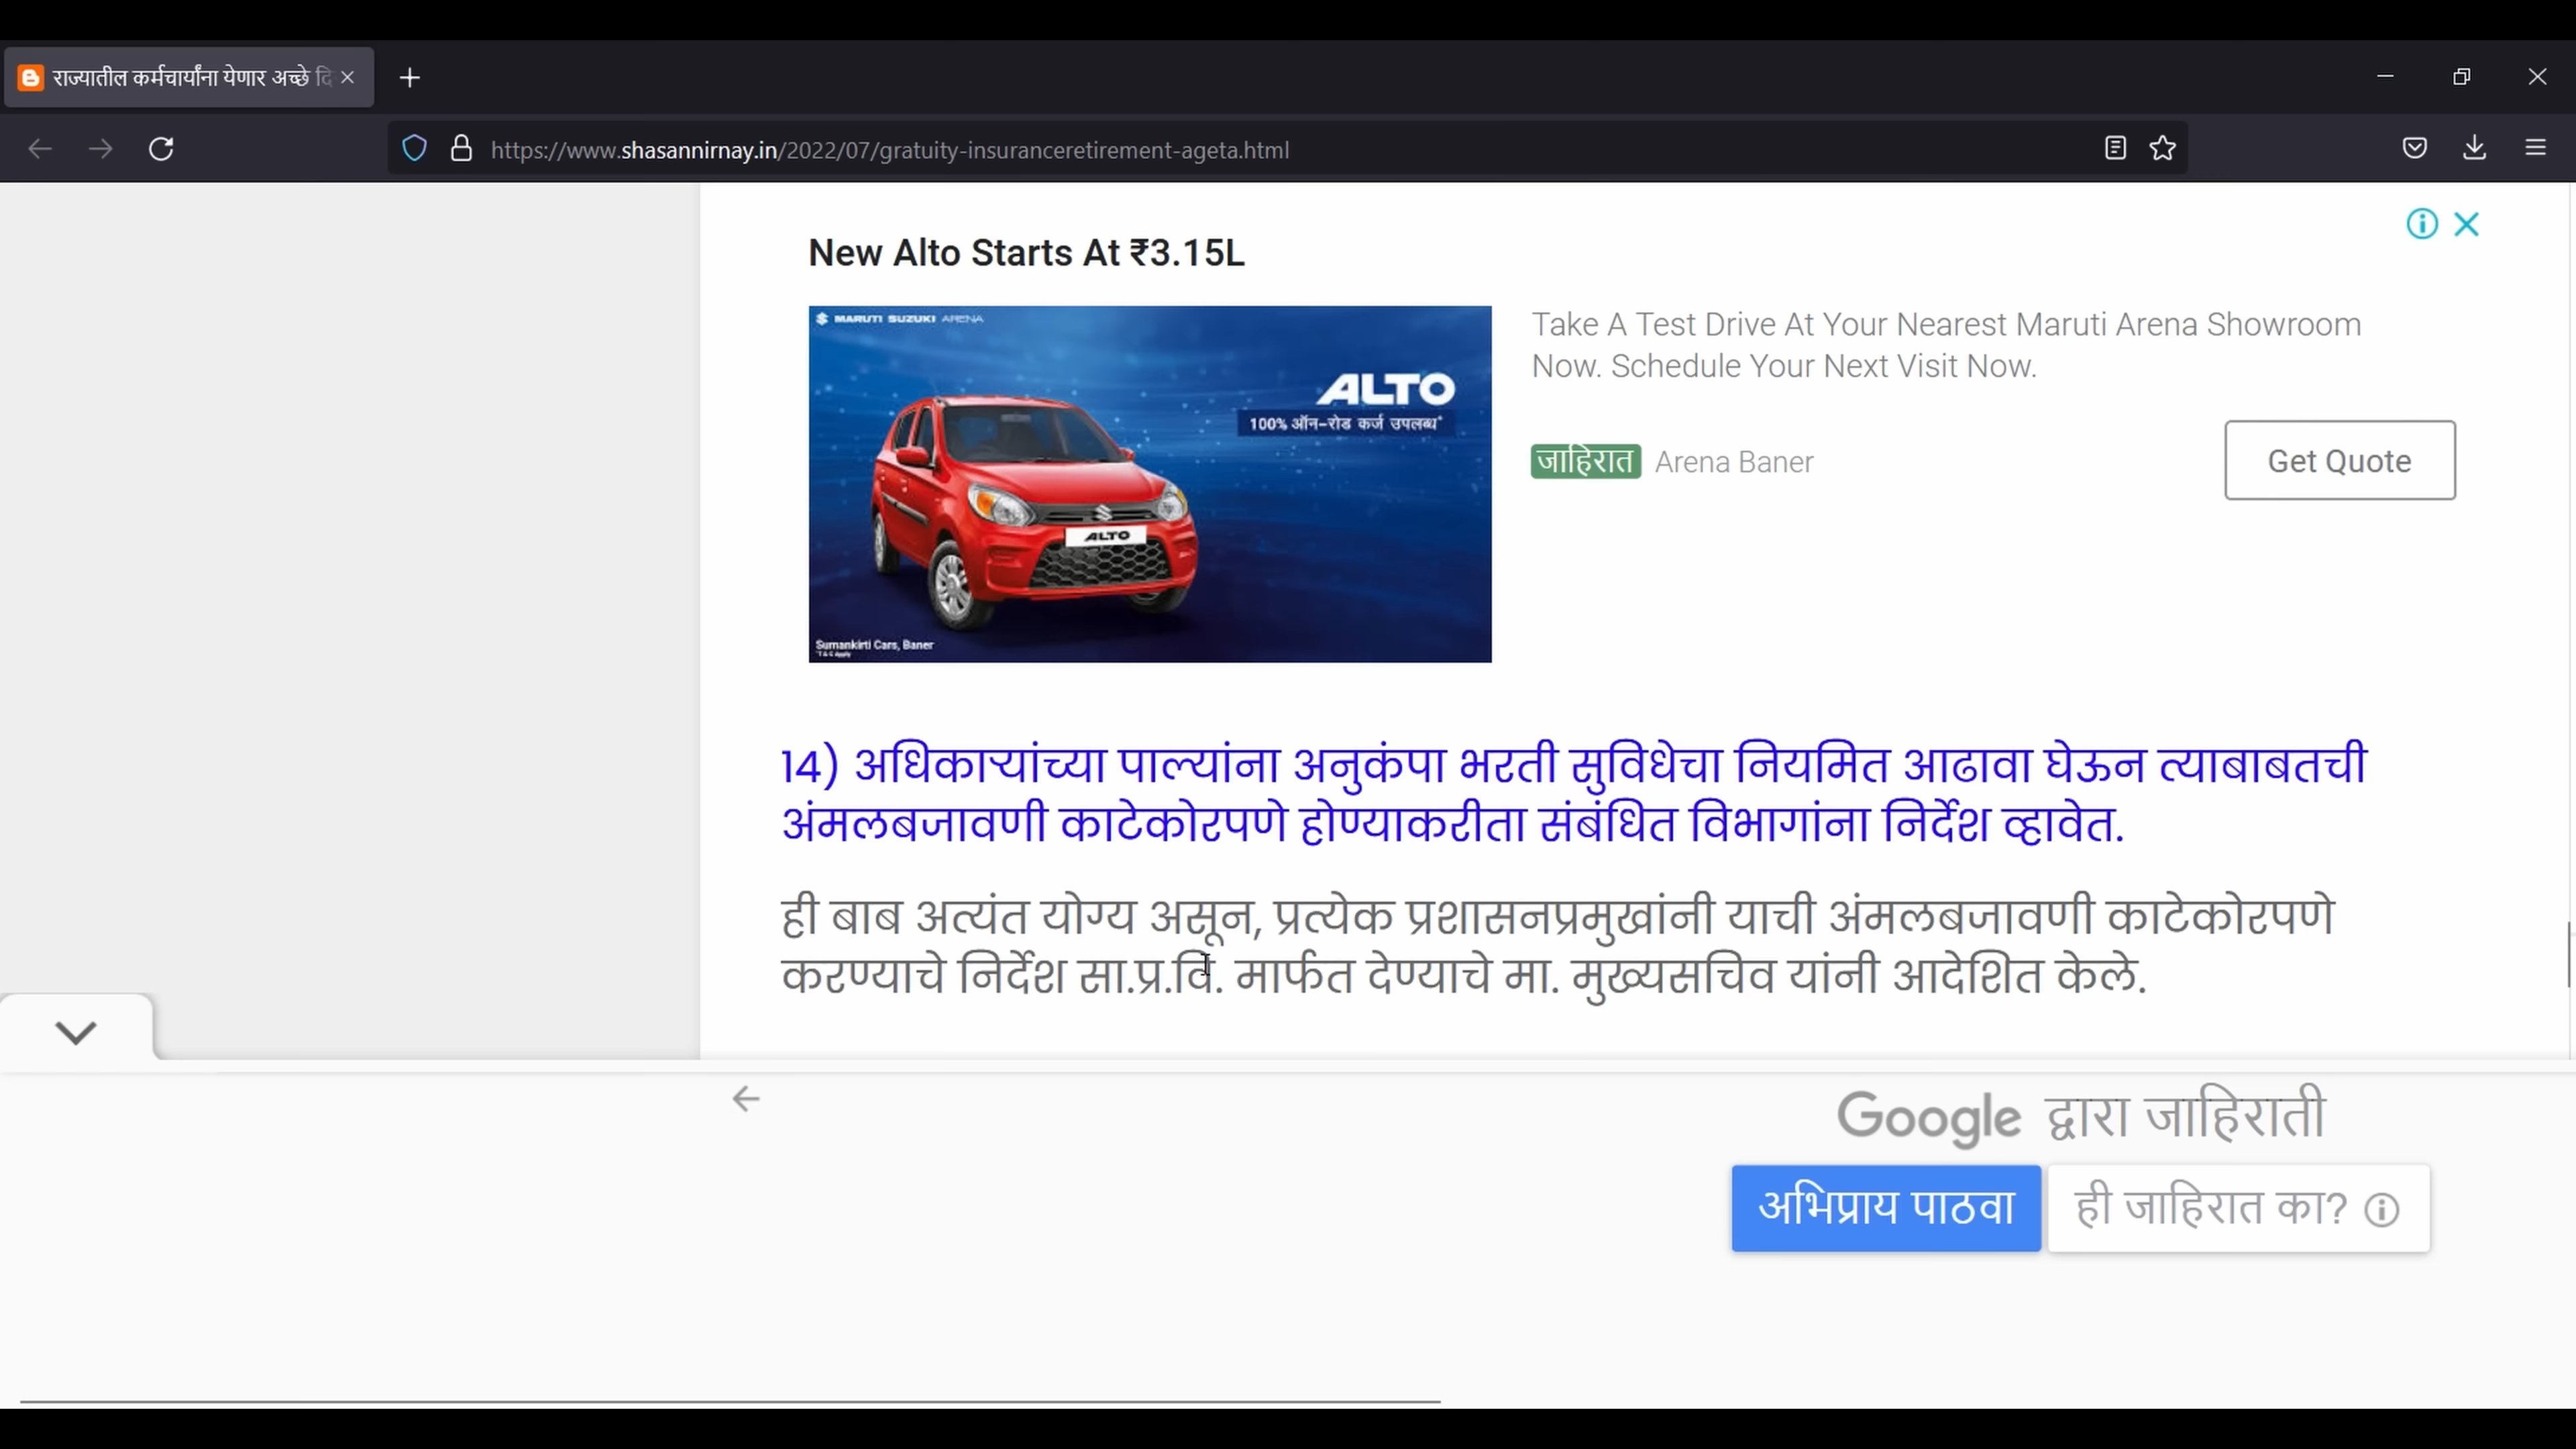 राज्यातील कर्मचार्यांना येणार अच्छे दि
https://www.shasannirnay.in/2022/07/gratuity-insuranceretirement-ageta.html
New Alto Starts At ₹3.15L
MARUTI SUZUKI ARENA
ALTO
100% ऑन-रोड कर्ज उपलब्ध*
ALTO
Sumankirti Cars, Baner
*T & C Apply
Take A Test Drive At Your Nearest Maruti Arena Showroom
Now. Schedule Your Next Visit Now.
जाहिरात Arena Baner
Get Quote
14) अधिकाऱ्यांच्या पाल्यांना अनुकंपा भरती सुविधेचा नियमित आढावा घेऊन त्याबाबतची
अंमलबजावणी काटेकोरपणे होण्याकरीता संबंधित विभागांना निर्देश व्हावेत.
ही बाब अत्यंत योग्य असून, प्रत्येक प्रशासनप्रमुखांनी याची अंमलबजावणी काटेकोरपणे
करण्याचे निर्देश सा.प्र.वि. मार्फत देण्याचे मा. मुख्यसचिव यांनी आदेशित केले.
Google द्वारा जाहिराती
अभिप्राय पाठवा
ही जाहिरात का?